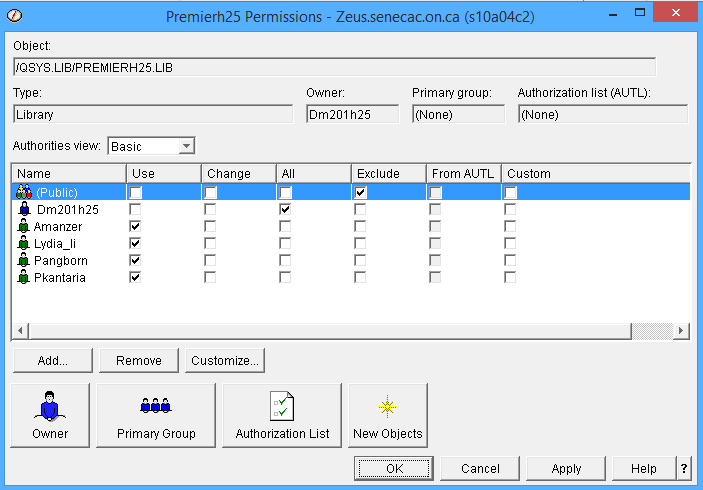 Premierh25 Permissions - Zeus.senecac.on.ca (s10a04c2)
Object:
/QSYS.LIB/PREMIERH25.LIB
Type: Owner: Primary group: Authorization list (AUTL):
Library Dm201h25 (None) (None)
Authorities view: Basic
Name Use Change All Exclude From AUTL Custom
(Public)
Dm201h25
Amanzer
Lydia_li
Pangborn
Pkantaria
Add... Remove Customize...
Owner Primary Group Authorization List New Objects
OK Cancel Apply Help ?